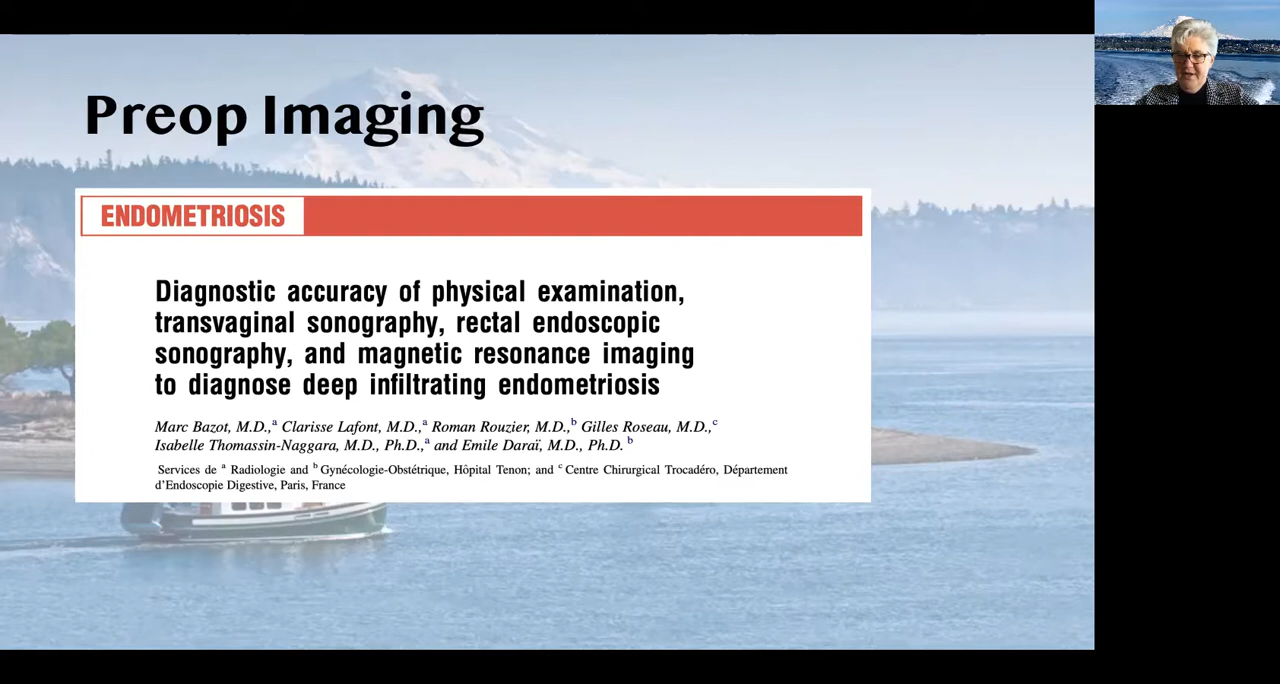 Preop Imaging
ENDOMETRIOSIS
Diagnostic accuracy of physical examination,
transvaginal sonography, rectal endoscopic
sonography, and magnetic resonance imaging
to diagnose deep infiltrating endometriosis
Marc Bazot, M.D.,a Clarisse Lafont, M.D.,a Roman Rouzier, M.D.,b Gilles Roseau, M.D.,c
Isabelle Thomassin-Naggara, M.D., Ph.D.,a and Emile Daraï, M.D., Ph.D. b
Services de a Radiologie and b Gynécologie-Obstétrique, Hôpital Tenon; and c Centre Chirurgical Trocadéro, Département
d'Endoscopie Digestive, Paris, France